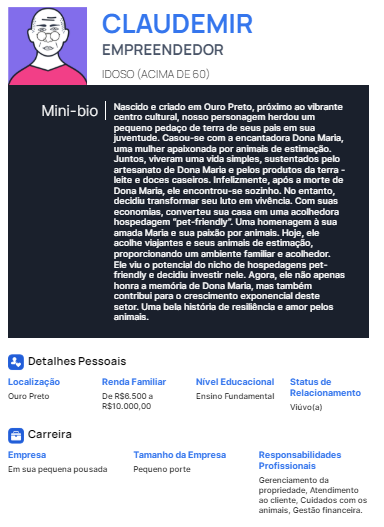 CLAUDEMIR
EMPREENDEDOR
IDOSO (ACIMA DE 60)
Mini-bio
Nascido e criado em Ouro Preto, próximo ao vibrante
centro cultural, nosso personagem herdou um
pequeno pedaço de terra de seus pais em sua
juventude. Casou-se com a encantadora Dona Maria,
uma mulher apaixonada por animais de estimação.
Juntos, viveram uma vida simples, sustentados pelo
artesanato de Dona Maria e pelos produtos da terra -
leite e doces caseiros. Infelizmente, após a morte de
Dona Maria, ele encontrou-se sozinho. No entanto,
decidiu transformar seu luto em vivência. Com suas
economias, converteu sua casa em uma acolhedora
hospedagem "pet-friendly". Uma homenagem à sua
amada Maria e sua paixão por animais. Hoje, ele
acolhe viajantes e seus animais de estimação,
proporcionando um ambiente familiar e acolhedor.
Ele viu o potencial do nicho de hospedagens pet-
friendly e decidiu investir nele. Agora, ele não apenas
honra a memória de Dona Maria, mas também
contribui para o crescimento exponencial deste
setor. Uma bela história de resiliência e amor pelos
animais.
Detalhes Pessoais
Localização
Ouro Preto
Renda Familiar
De R$6.500 a
R$10.000,00
Nível Educacional
Ensino Fundamental
Status de
Relacionamento
Viúvo(a)
Carreira
Empresa
Em sua pequena pousada
Tamanho da Empresa
Pequeno porte
Responsabilidades
Profissionais
Gerenciamento da
propriedade, Atendimento
ao cliente, Cuidados com os
animais, Gestão financeira.